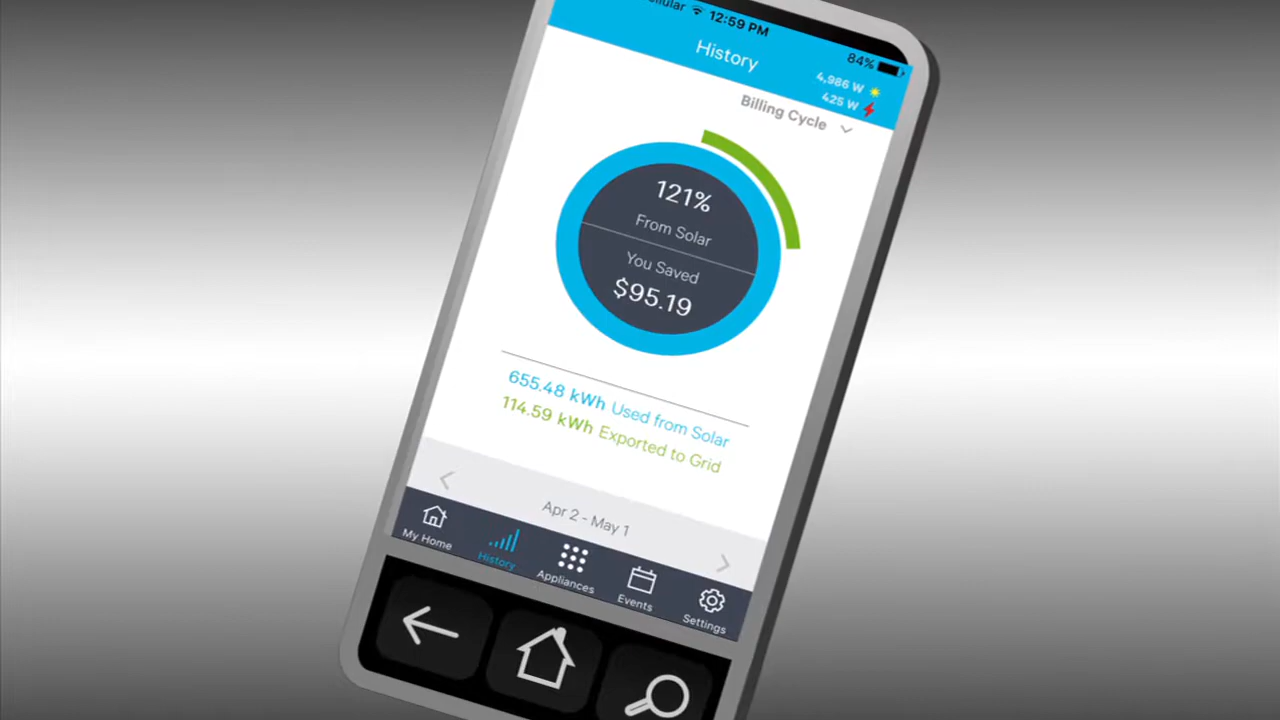 12:59 PM
84%
History
4,986 W
425 W
Billing Cycle
121%
From Solar
You Saved
$95.19
655.48 kWh Used from Solar
114.59 kWh Exported to Grid
Apr 2 - May 1
My Home
History
Appliances
Events
Settings